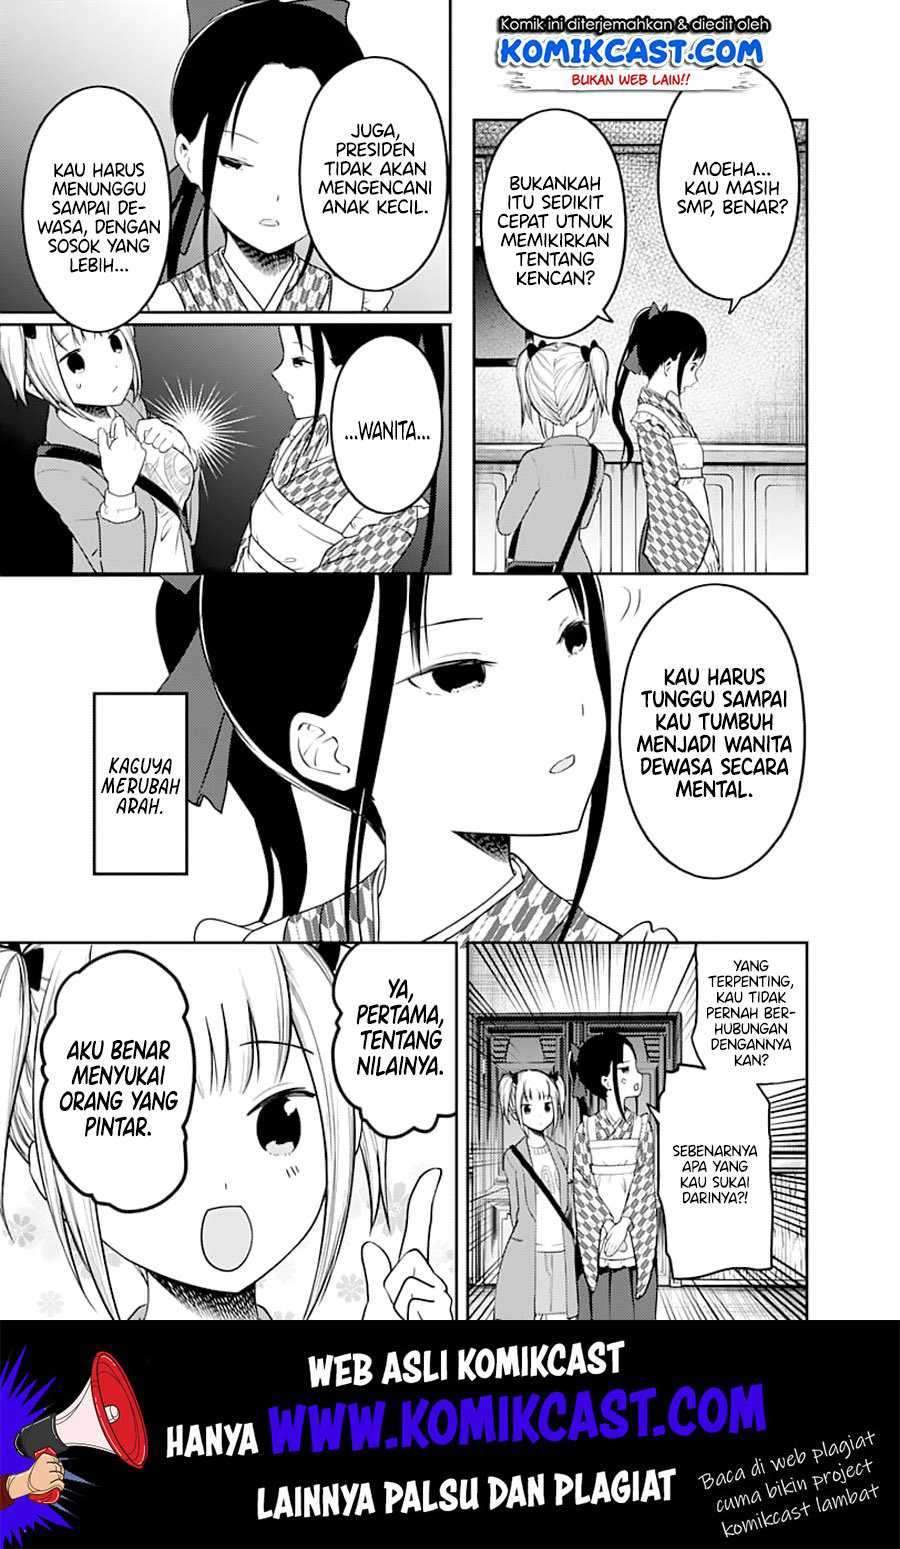 Komik ini diterjemahkan & diedit oleh
KOMIKCAST.COM
BUKAN WEB LAIN!!
MOEHA...
KAU MASIH
SMP, BENAR?
BUKANKAH
ITU SEDIKIT
CEPAT UTNUK
MEMIKIRKAN
TENTANG
KENCAN?
JUGA,
PRESIDEN
TIDAK AKAN
MENGENCANI
ANAK KECIL.
KAU HARUS
MENUNGGU
SAMPAI DE-
WASA, DENGAN
SOSOK YANG
LEBIH...
...WANITA...
KAU HARUS
TUNGGU SAMPAI
KAU TUMBUH
MENJADI WANITA
DEWASA SECARA
MENTAL.
KAGUYA
MERUBAH
ARAH.
YANG
TERPENTING,
KAU TIDAK
PERNAH BER-
HUBUNGAN
DENGANNYA
KAN?
SEBENARNYA
APA YANG
KAU SUKAI
DARINYA?!
YA,
PERTAMA,
TENTANG
NILAINYA.
AKU BENAR
MENYUKAI
ORANG YANG
PINTAR.
WEB ASLI KOMIKCAST
HANYA WWW.KOMIKCAST.COM
LAINNYA PALSU DAN PLAGIAT
Baca di web plagiat
cuma bikin project
komikcast lambat